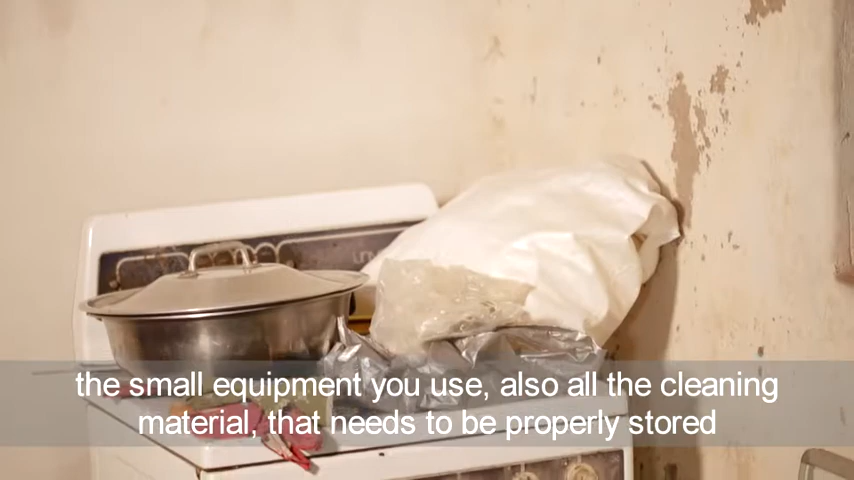 the small equipment you use, also all the cleaning
material, that needs to be properly stored